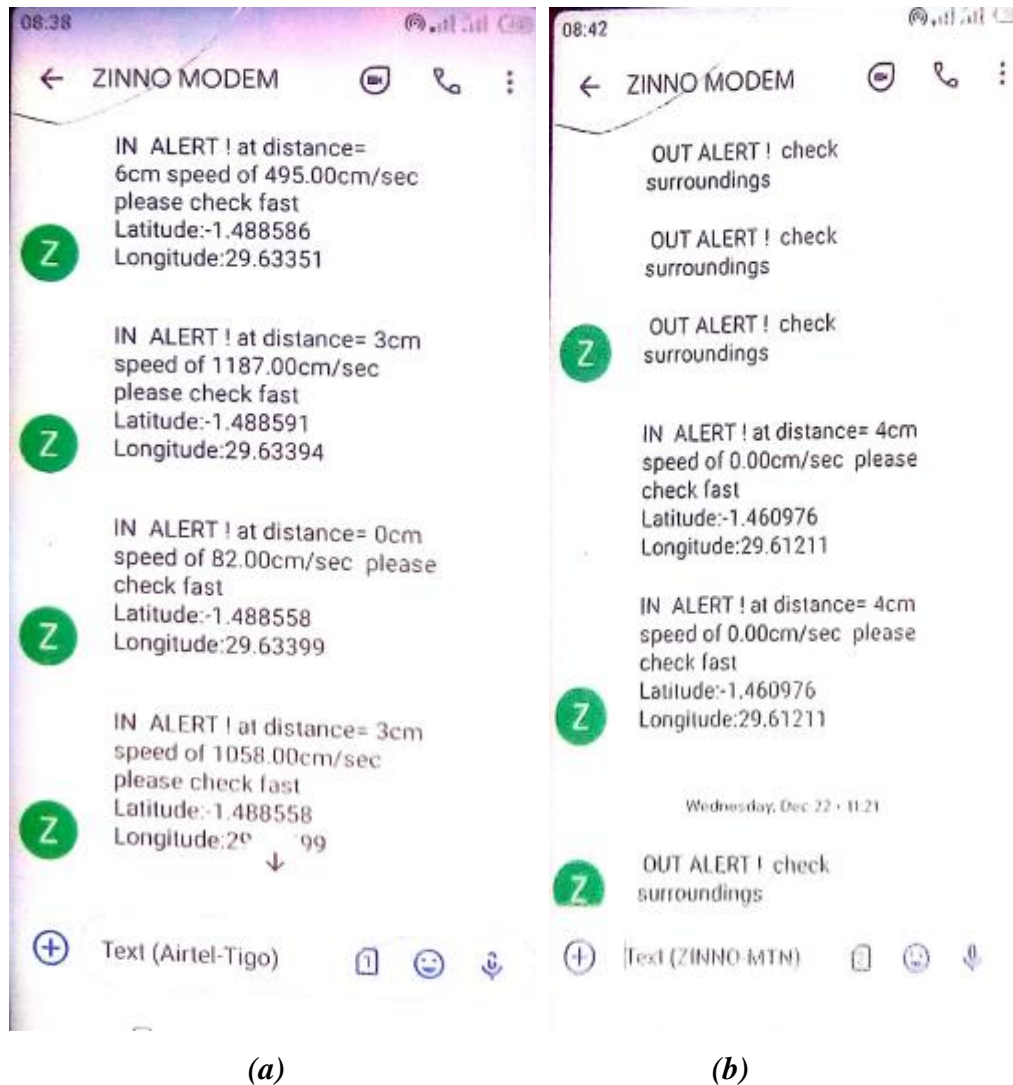 08:38
ZINNO MODEM
IN ALERT ! at distance=
6cm speed of 495.00cm/sec
please check fast
Latitude:-1.488586
Longitude:29.63351
Z
IN ALERT ! at distance= 3cm
speed of 1187.00cm/sec
please check fast
Latitude:-1.488591
Longitude:29.63394
Z
IN ALERT ! at distance= 0cm
speed of 82.00cm/sec please
check fast
Latitude:-1.488558
Longitude:29.63399
Z
IN ALERT ! at distance= 3cm
speed of 1058.00cm/sec
please check fast
Latitude:-1.488558
Z
Text (Airtel-Tigo)
1
(a)
08:42
ZINNO MODEM
OUT ALERT ! check
surroundings
OUT ALERT ! check
surroundings
OUT ALERT ! check
surroundings
Z
IN ALERT ! at distance= 4cm
speed of 0.00cm/sec please
check fast
Latitude:-1.460976
Longitude:29.61211
IN ALERT ! at distance= 4cm
speed of 0.00cm/sec please
check fast
Latitude:-1.460976
Longitude:29.61211
Z
Wednesday, Dec 22 • 11:21
OUT ALERT ! check
surroundings
Z
Text (ZINNO-MTN)
2
(b)